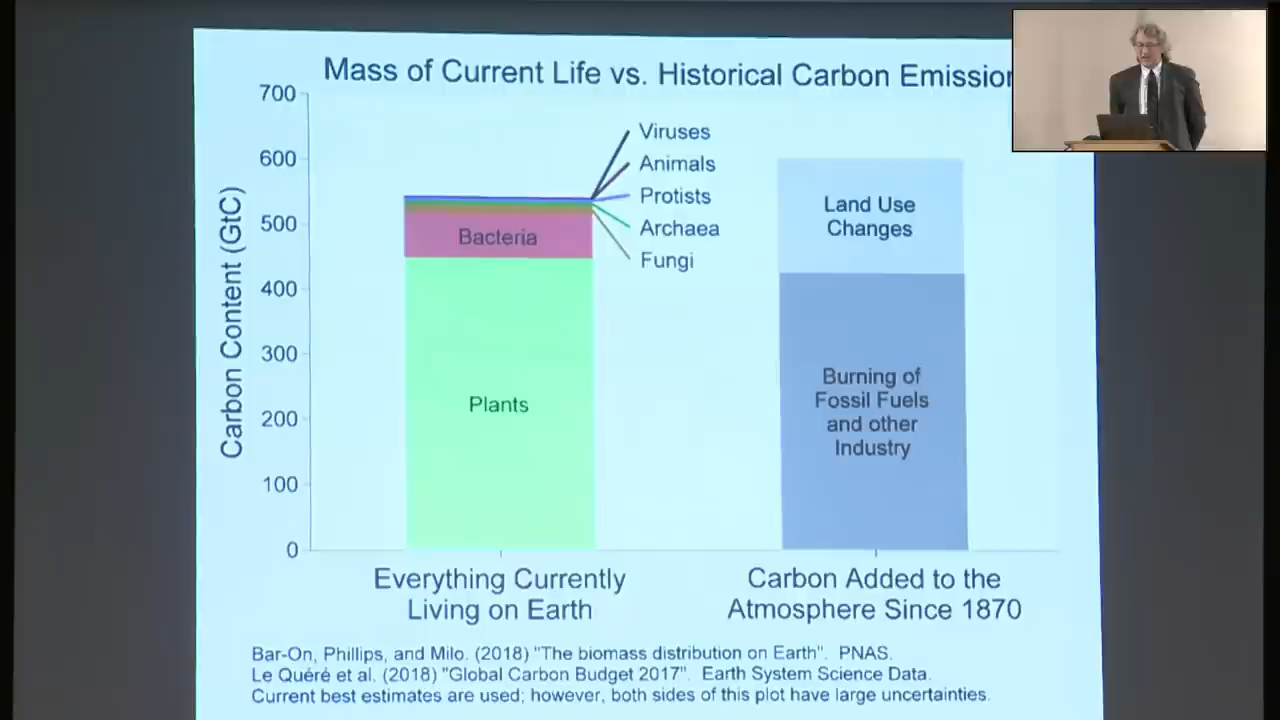 Mass of Current Life vs. Historical Carbon Emission
700
600
500
400
300
200
100
0
Carbon Content (GtC)
Viruses
Animals
Protists
Archaea
Fungi
Bacteria
Plants
Land Use
Changes
Burning of
Fossil Fuels
and other
Industry
Everything Currently
Living on Earth
Carbon Added to the
Atmosphere Since 1870
Bar-On, Phillips, and Milo. (2018) "The biomass distribution on Earth". PNAS.
Le Quéré et al. (2018) "Global Carbon Budget 2017". Earth System Science Data.
Current best estimates are used; however, both sides of this plot have large uncertainties.